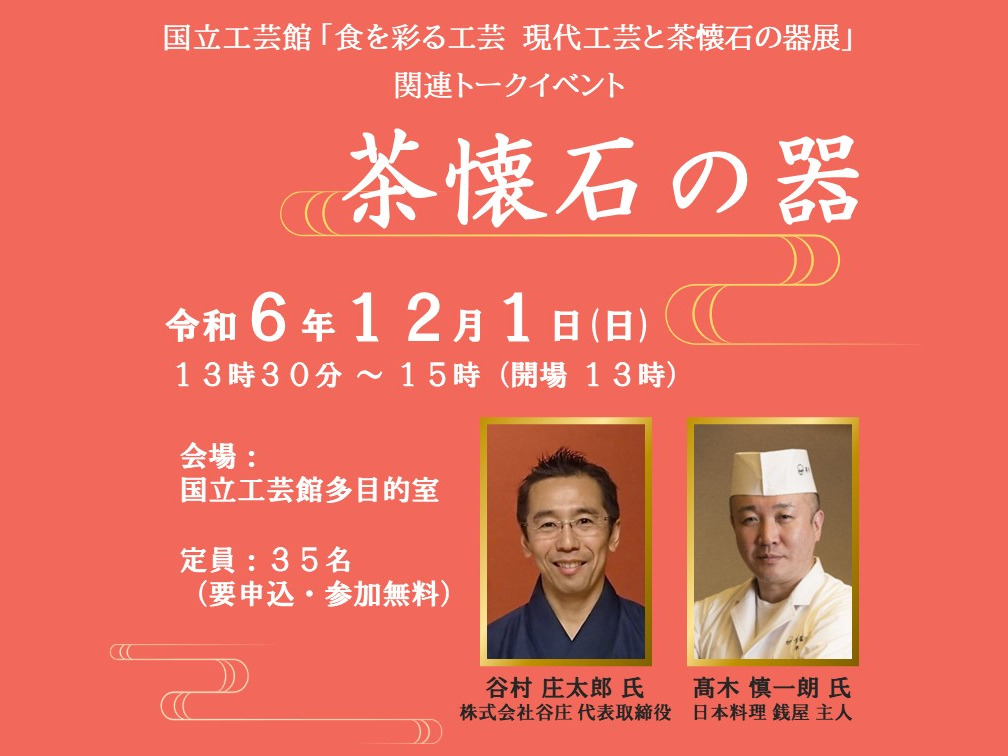 国立工芸館「食を彩る工芸 現代工芸と茶懐石の器展」
関連トークイベント
茶懐石の器
令和６年１２月１日(日)
１３時３０分 ～ １５時（開場 １３時）
会場：
国立工芸館多目的室
定員：３５名
（要申込・参加無料）
谷村 庄太郎 氏
株式会社谷庄 代表取締役
髙木 慎一朗 氏
日本料理 銭屋 主人